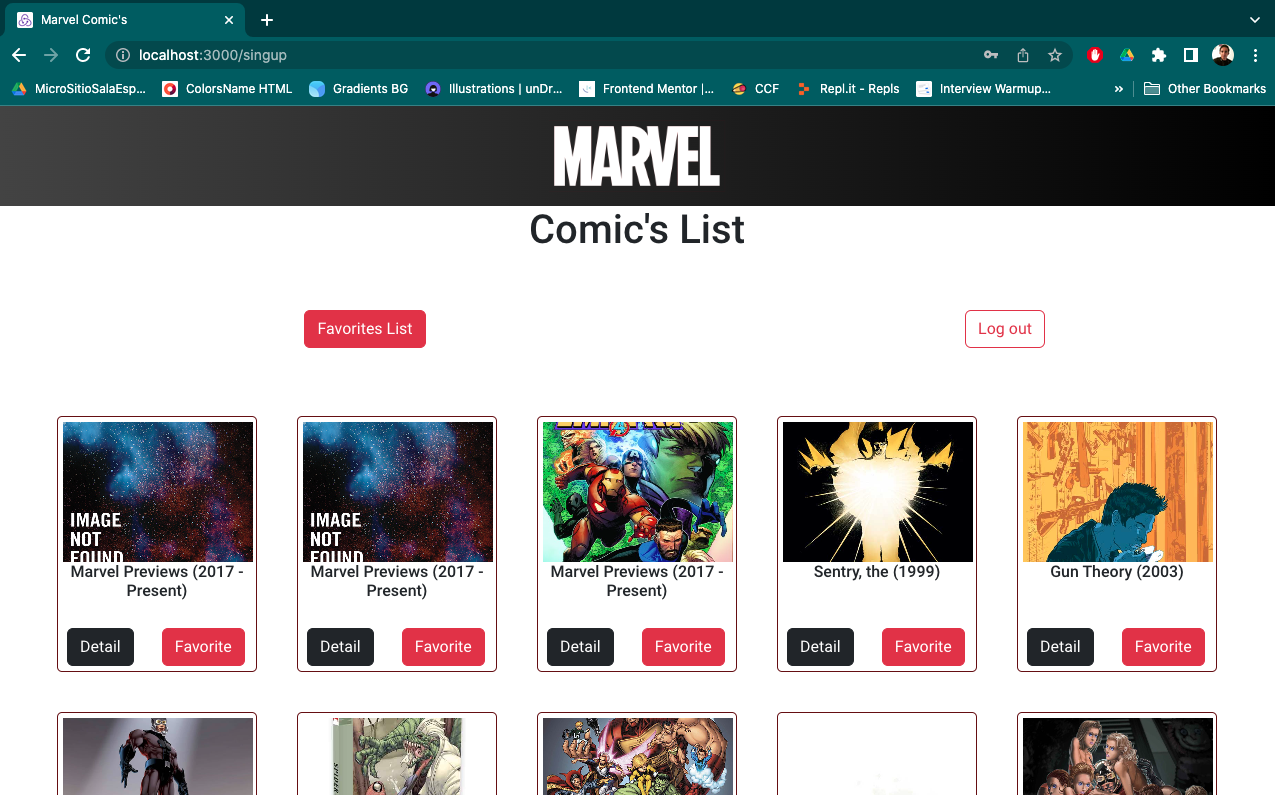 Marvel Comic's
localhost:3000/singup
MicroSitioSalaEsp...
ColorsName HTML
Gradients BG
Illustrations | unDr...
Frontend Mentor |...
CCF
Repl.it - Repls
Interview Warmup...
»
Other Bookmarks
MARVEL
Comic's List
Favorites List
Log out
IMAGE
NOT
FOUND
Marvel Previews (2017 -
Present)
Detail
Favorite
IMAGE
NOT
FOUND
Marvel Previews (2017 -
Present)
Detail
Favorite
Marvel Previews (2017 -
Present)
Detail
Favorite
Sentry, the (1999)
Detail
Favorite
Gun Theory (2003)
Detail
Favorite